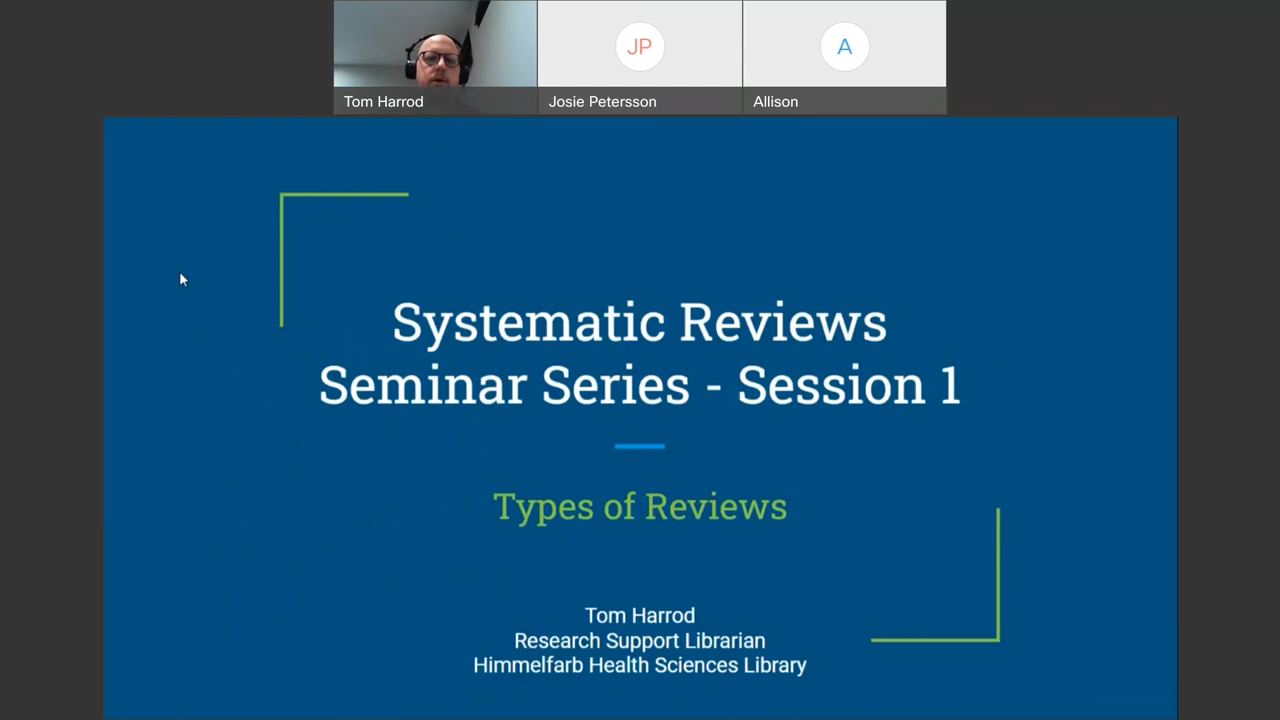 JP
A
Tom Harrod
Josie Petersson
Allison
Systematic Reviews
Seminar Series - Session 1
Types of Reviews
Tom Harrod
Research Support Librarian
Himmelfarb Health Sciences Library